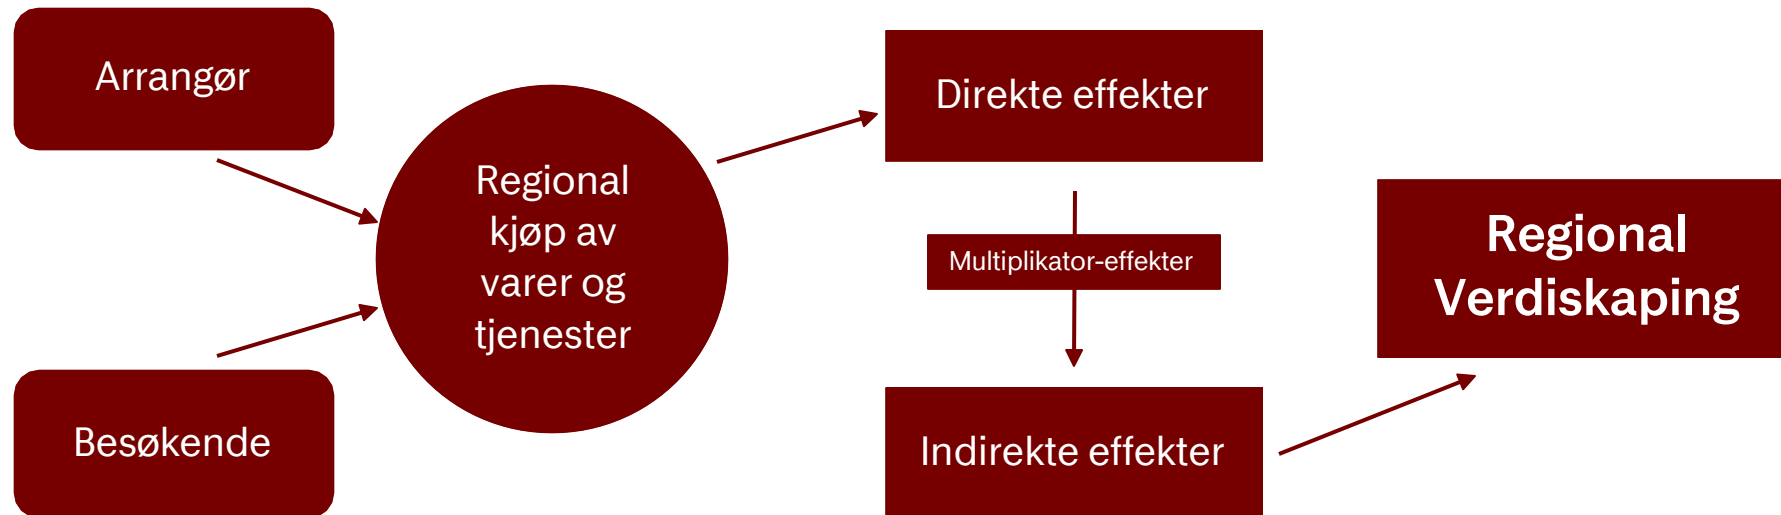 Arrangør
Besøkende
Regional
kjøp av
varer og
tjenester
Direkte effekter
Multiplikator-effekter
Indirekte effekter
Regional
Verdiskaping